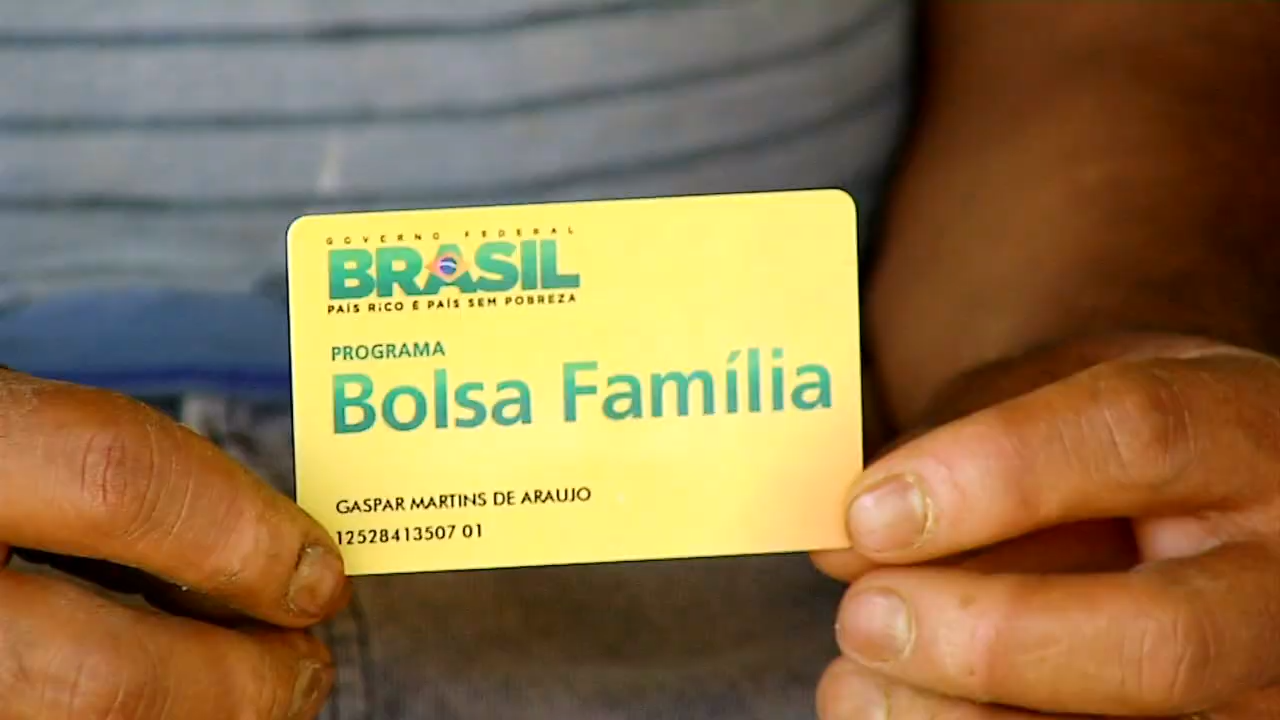 GOVERNO FEDERAL
BRASIL
PAÍS RICO É PAÍS SEM POBREZA
PROGRAMA
Bolsa Família
GASPAR MARTINS DE ARAUJO
12528413507 01